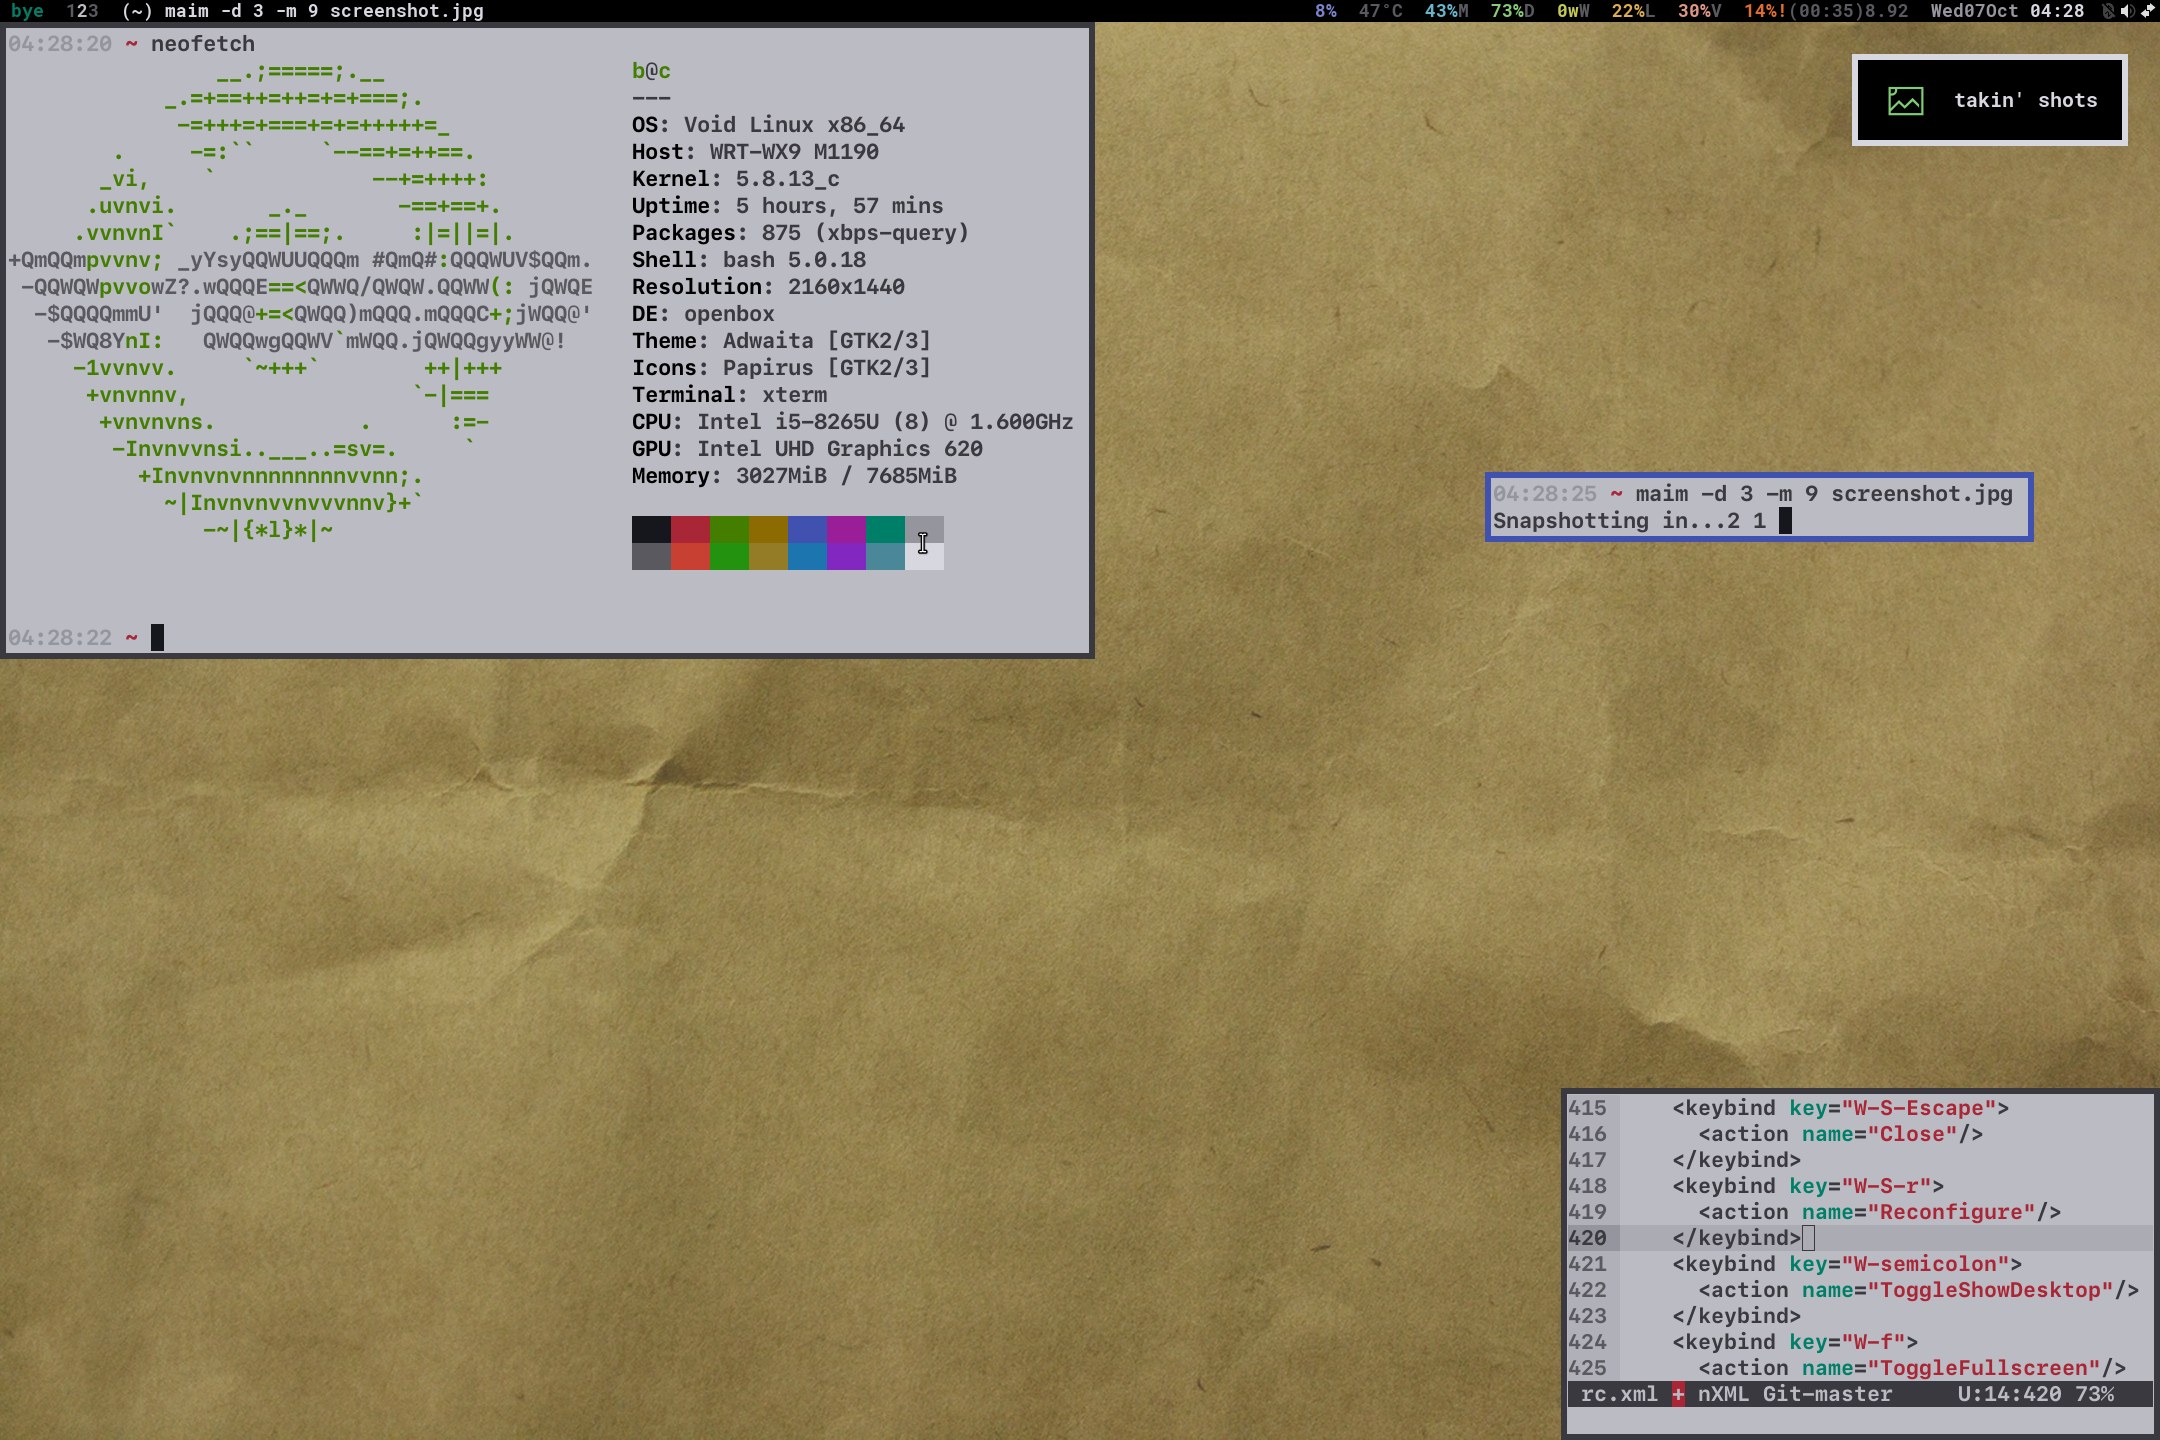 bye 123 (~) maim -d 3 -m 9 screenshot.jpg 8% 47°C 43%M 73%D 0wW 22%L 30%V 14%!(00:35)8.92 Wed07Oct 04:28
04:28:20 ~ neofetch
__.;=====;.__
_.=+==++=++=+=+===;.
-=+++=+===+=+=+++++=_
. -=:`` `--==+=++==.
_vi, ` --+=++++:
.uvnvi. _._ -==+==+.
.vvnvnI` .;==|==;. :|=||=|.
+QmQQmpvvnv; _yYsyQQWUUQQQm #QmQ#:QQQWUV$QQm.
-QQWQWpvvowZ?.wQQQE==<QWWQ/QWQW.QQWW(: jQWQE
-$QQQQmmU' jQQQ@+=<QWQQ)mQQQ.mQQQC+;jWQQ@'
-$WQ8YnI: QWQQwgQQWV`mWQQ.jQWQQgyyWW@!
-1vvnvv. `~+++` ++|+++
+vnvnnv, `-|===
+vnvnvns. . :=-
-Invnvvnsi..___..=sv=. `
+Invnvnvnnnnnnnnvvnn;.
~|Invnvnvvnvvvnnv}+`
-~|{*l}*|~
b@c
---
OS: Void Linux x86_64
Host: WRT-WX9 M1190
Kernel: 5.8.13_c
Uptime: 5 hours, 57 mins
Packages: 875 (xbps-query)
Shell: bash 5.0.18
Resolution: 2160x1440
DE: openbox
Theme: Adwaita [GTK2/3]
Icons: Papirus [GTK2/3]
Terminal: xterm
CPU: Intel i5-8265U (8) @ 1.600GHz
GPU: Intel UHD Graphics 620
Memory: 3027MiB / 7685MiB
04:28:22 ~
takin' shots
04:28:25 ~ maim -d 3 -m 9 screenshot.jpg
Snapshotting in...2 1
415 <keybind key="W-S-Escape">
416 <action name="Close"/>
417 </keybind>
418 <keybind key="W-S-r">
419 <action name="Reconfigure"/>
420 </keybind>
421 <keybind key="W-semicolon">
422 <action name="ToggleShowDesktop"/>
423 </keybind>
424 <keybind key="W-f">
425 <action name="ToggleFullscreen"/>
rc.xml + nXML Git-master U:14:420 73%